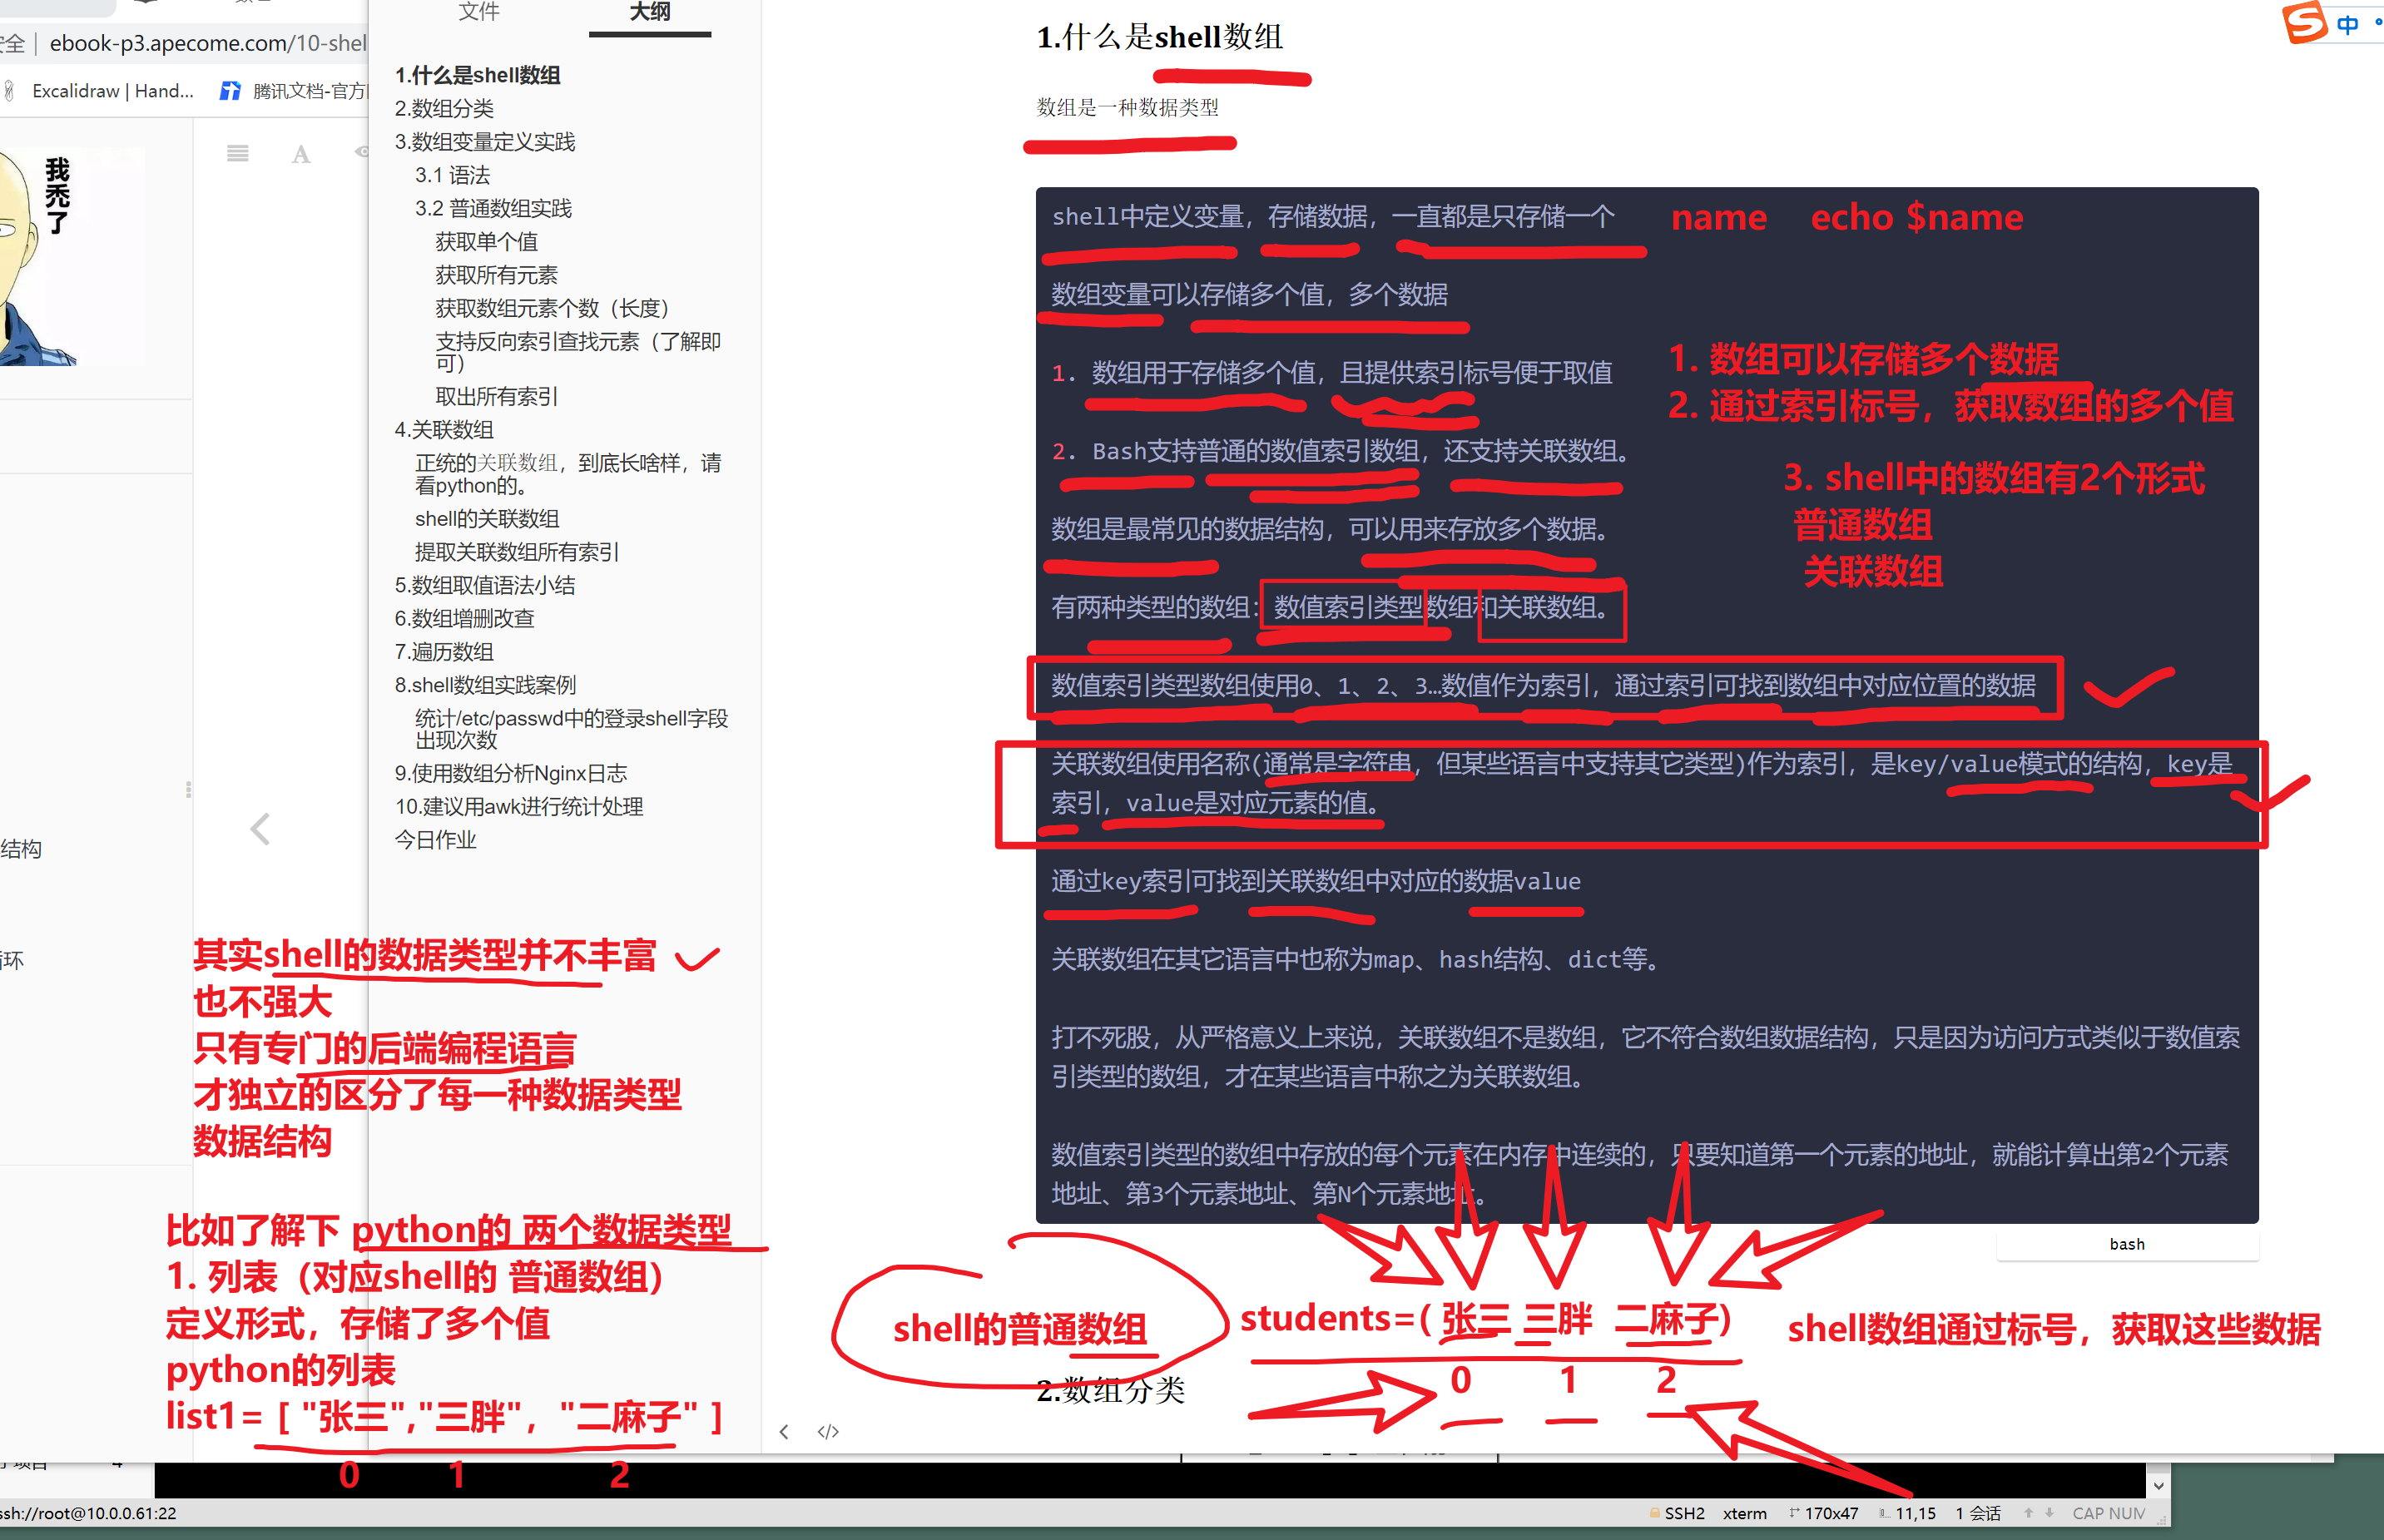 安全 | ebook-p3.apecome.com/10-shel
Excalidraw | Hand...
腾讯文档-官方
我秃了
结构
循环
文件
大纲
1.什么是shell数组
2.数组分类
3.数组变量定义实践
3.1 语法
3.2 普通数组实践
获取单个值
获取所有元素
获取数组元素个数（长度）
支持反向索引查找元素（了解即
可）
取出所有索引
4.关联数组
正统的关联数组，到底长啥样，请
看python的。
shell的关联数组
提取关联数组所有索引
5.数组取值语法小结
6.数组增删改查
7.遍历数组
8.shell数组实践案例
统计/etc/passwd中的登录shell字段
出现次数
9.使用数组分析Nginx日志
10.建议用awk进行统计处理
今日作业
其实shell的数据类型并不丰富
也不强大
只有专门的后端编程语言
才独立的区分了每一种数据类型
数据结构
比如了解下 python的 两个数据类型
1. 列表（对应shell的 普通数组）
定义形式，存储了多个值
python的列表
list1= [ "张三","三胖"， "二麻子" ]
0 1 2
1.什么是shell数组
数组是一种数据类型
shell中定义变量，存储数据，一直都是只存储一个
name echo $name
数组变量可以存储多个值，多个数据
1. 数组用于存储多个值，且提供索引标号便于取值
1. 数组可以存储多个数据
2. 通过索引标号，获取数组的多个值
2. Bash支持普通的数值索引数组，还支持关联数组。
3. shell中的数组有2个形式
普通数组
关联数组
数组是最常见的数据结构，可以用来存放多个数据。
有两种类型的数组：数值索引类型数组和关联数组。
数值索引类型数组使用0、1、2、3…数值作为索引，通过索引可找到数组中对应位置的数据
关联数组使用名称(通常是字符串，但某些语言中支持其它类型)作为索引，是key/value模式的结构，key是
索引，value是对应元素的值。
通过key索引可找到关联数组中对应的数据value
关联数组在其它语言中也称为map、hash结构、dict等。
打不死股，从严格意义上来说，关联数组不是数组，它不符合数组数据结构，只是因为访问方式类似于数值索
引类型的数组，才在某些语言中称之为关联数组。
数值索引类型的数组中存放的每个元素在内存中连续的，只要知道第一个元素的地址，就能计算出第2个元素
地址、第3个元素地址、第N个元素地址。
bash
shell的普通数组
students=( 张三 三胖 二麻子)
shell数组通过标号，获取这些数据
0 1 2
2.数组分类
ssh://root@10.0.0.61:22
SSH2 xterm 170x47 11,15 1 会话 CAP NUM
中